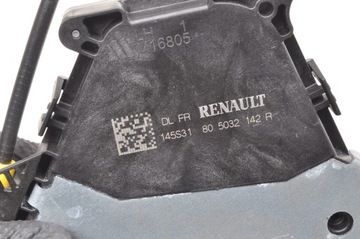 H 1
716805
DL FR RENAULT
145S31 80 5032 142 R